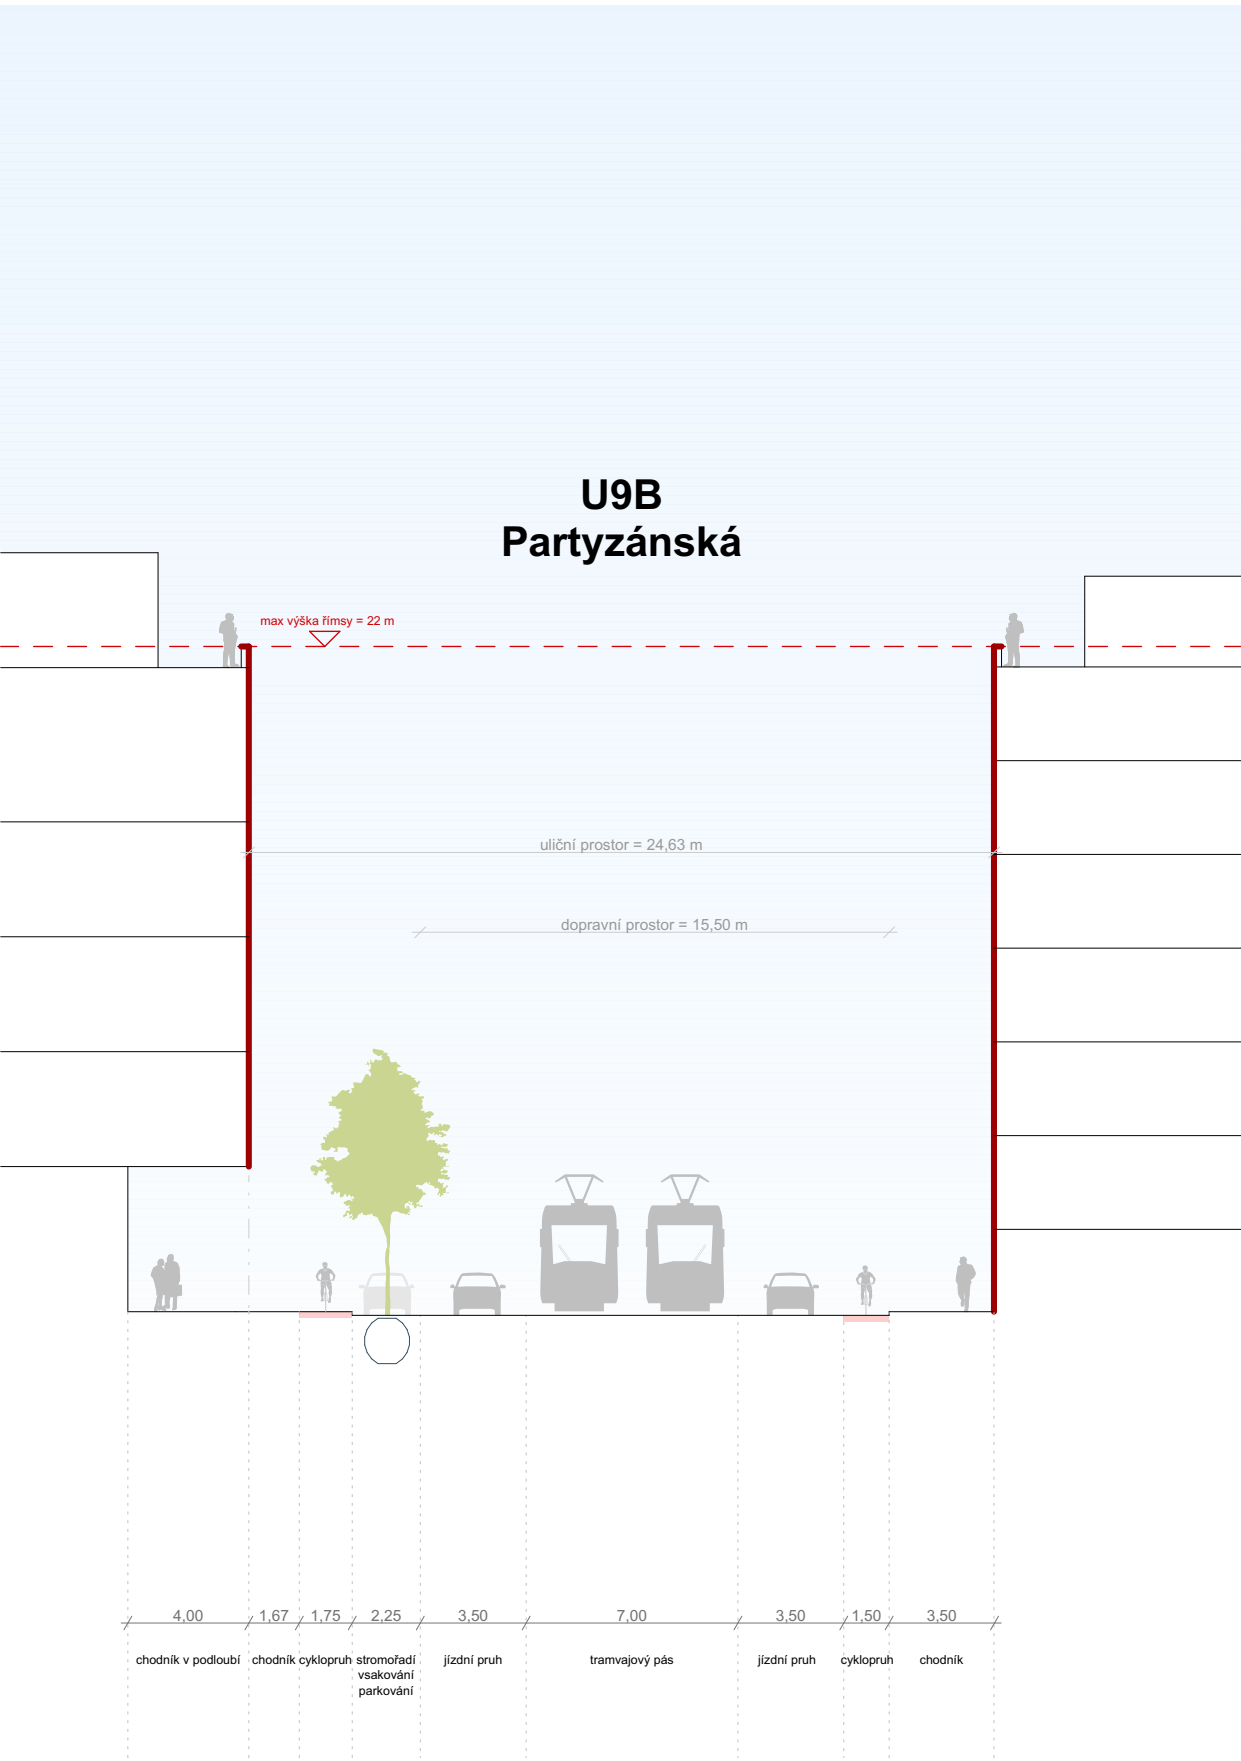 U9B
Partyzánská
max výška římsy = 22 m
uliční prostor = 24,63 m
dopravní prostor = 15,50 m
4,00 1,67 1,75 2,25 3,50 7,00 3,50 1,50 3,50
chodník v podloubí chodník cyklopruh stromořadí jízdní pruh tramvajový pás jízdní pruh cyklopruh chodník
vsakování
parkování